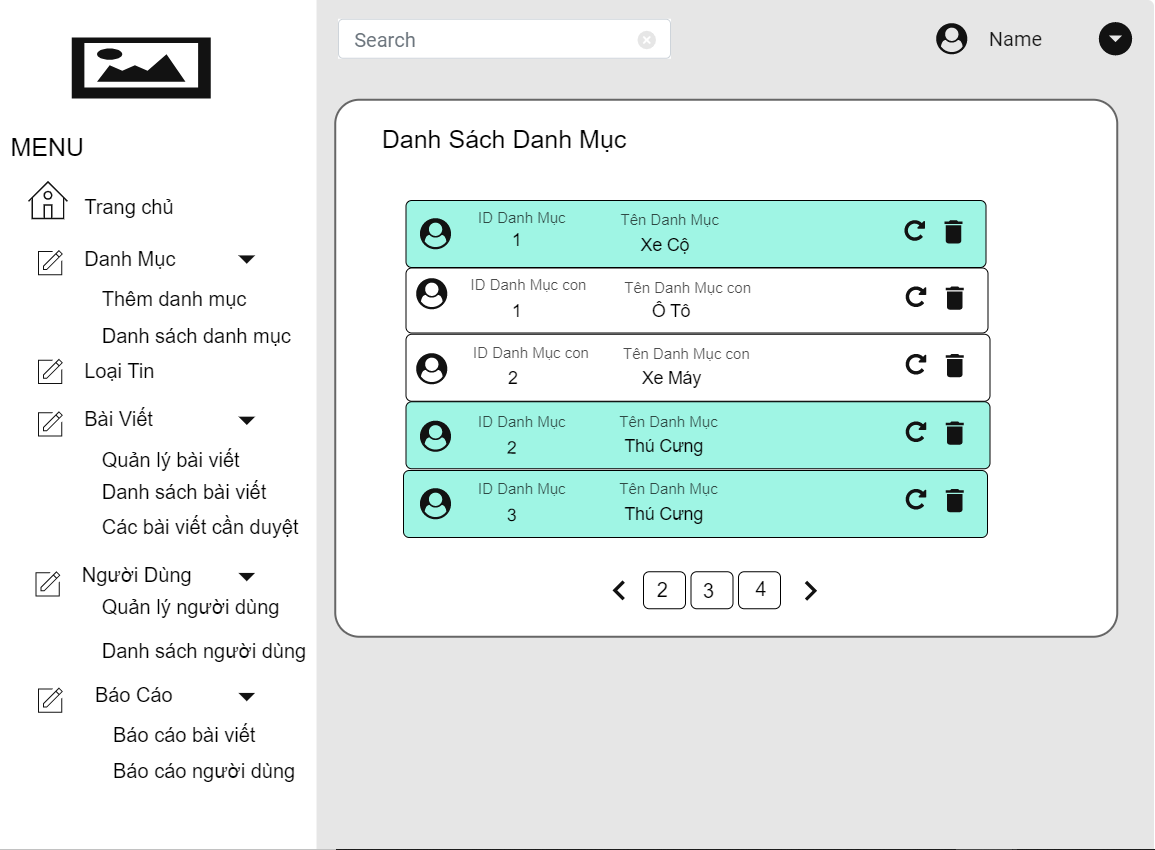 Search
Name
MENU
Trang chủ
Danh Mục
Thêm danh mục
Danh sách danh mục
Loại Tin
Bài Viết
Quản lý bài viết
Danh sách bài viết
Các bài viết cần duyệt
Người Dùng
Quản lý người dùng
Danh sách người dùng
Báo Cáo
Báo cáo bài viết
Báo cáo người dùng
Danh Sách Danh Mục
ID Danh Mục Tên Danh Mục
1 Xe Cộ
ID Danh Mục con Tên Danh Mục con
1 Ô Tô
ID Danh Mục con Tên Danh Mục con
2 Xe Máy
ID Danh Mục Tên Danh Mục
2 Thú Cưng
ID Danh Mục Tên Danh Mục
3 Thú Cưng
2 3 4